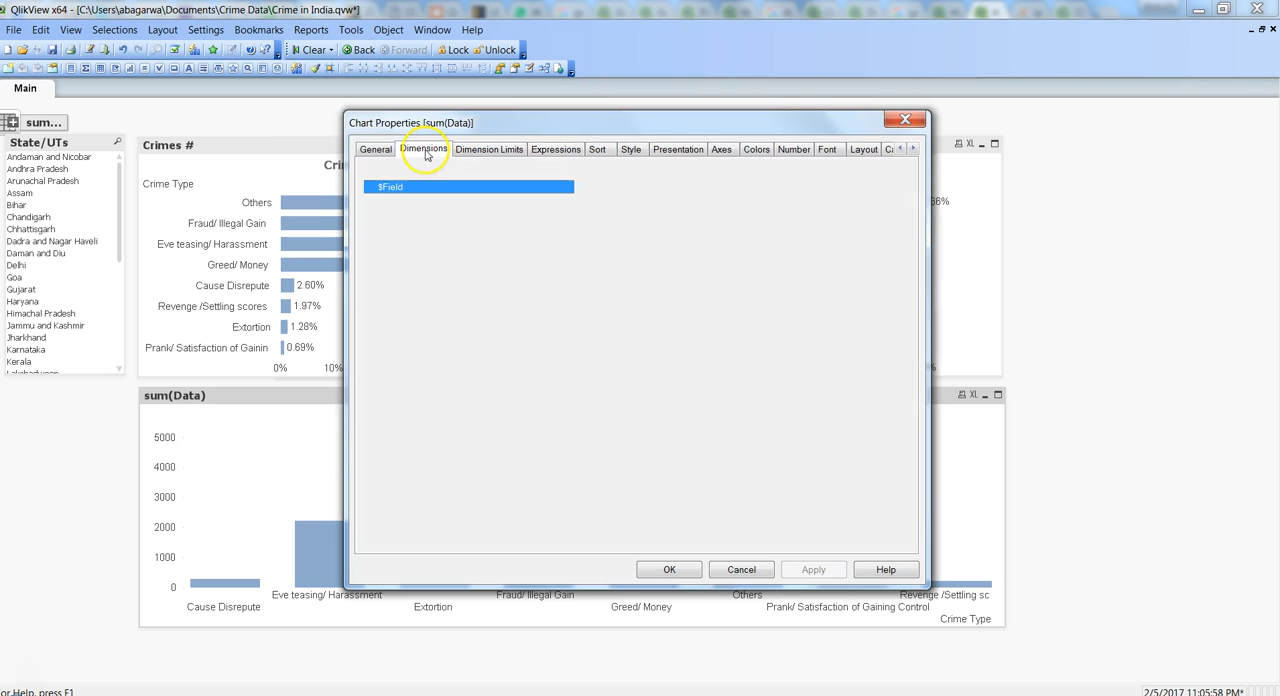 QlikView x64 - [C:\Users\abagarwa\Documents\Crime Data\Crime in India.qvw*]
File Edit View Selections Layout Settings Bookmarks Reports Tools Object Window Help
Clear Back Forward Lock Unlock
Main
sum...
State/UTs
Andaman and Nicobar
Andhra Pradesh
Arunachal Pradesh
Assam
Bihar
Chandigarh
Chhattisgarh
Dadra and Nagar Haveli
Daman and Diu
Delhi
Goa
Gujarat
Haryana
Himachal Pradesh
Jammu and Kashmir
Jharkhand
Karnataka
Kerala
Crimes #
XL
Crime Type
Others
Fraud/ Illegal Gain
Eve teasing/ Harassment
Greed/ Money
Cause Disrepute 2.60%
Revenge /Settling scores 1.97%
Extortion 1.28%
Prank/ Satisfaction of Gainin 0.69%
0% 10%
Chart Properties [sum(Data)]
General Dimensions Dimension Limits Expressions Sort Style Presentation Axes Colors Number Font Layout Ca
$Field
OK Cancel Apply Help
66%
sum(Data)
XL
5000
4000
3000
2000
1000
0
Cause Disrepute Eve teasing/ Harassment Extortion Fraud/ Illegal Gain Greed/ Money Others Prank/ Satisfaction of Gaining Control Revenge /Settling sc
Crime Type
or Help, press F1
2/5/2017 11:05:58 PM*